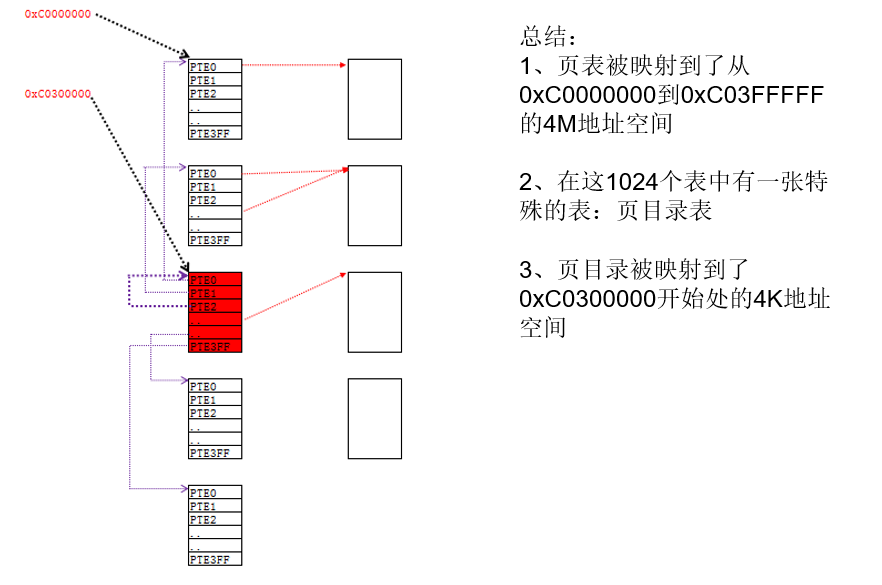 0xC0000000
PTE0
PTE1
PTE2
..
..
PTE3FF
0xC0300000
PTE0
PTE1
PTE2
..
..
PTE3FF
PTE0
PTE1
PTE2
..
..
PTE3FF
PTE0
PTE1
PTE2
..
..
PTE3FF
PTE0
PTE1
PTE2
..
..
PTE3FF
总结：
1、页表被映射到了从
0xC0000000到0xC03FFFFF
的4M地址空间
2、在这1024个表中有一张特
殊的表：页目录表
3、页目录被映射到了
0xC0300000开始处的4K地址
空间